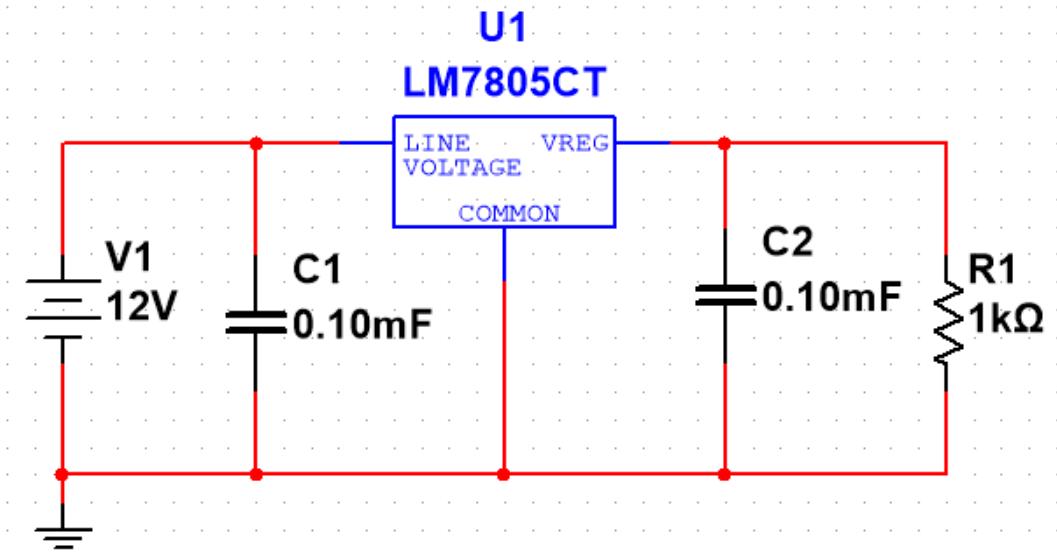 U1
LM7805CT
LINE VREG
VOLTAGE
COMMON
V1
12V
C1
0.10mF
C2
0.10mF
R1
1kΩ